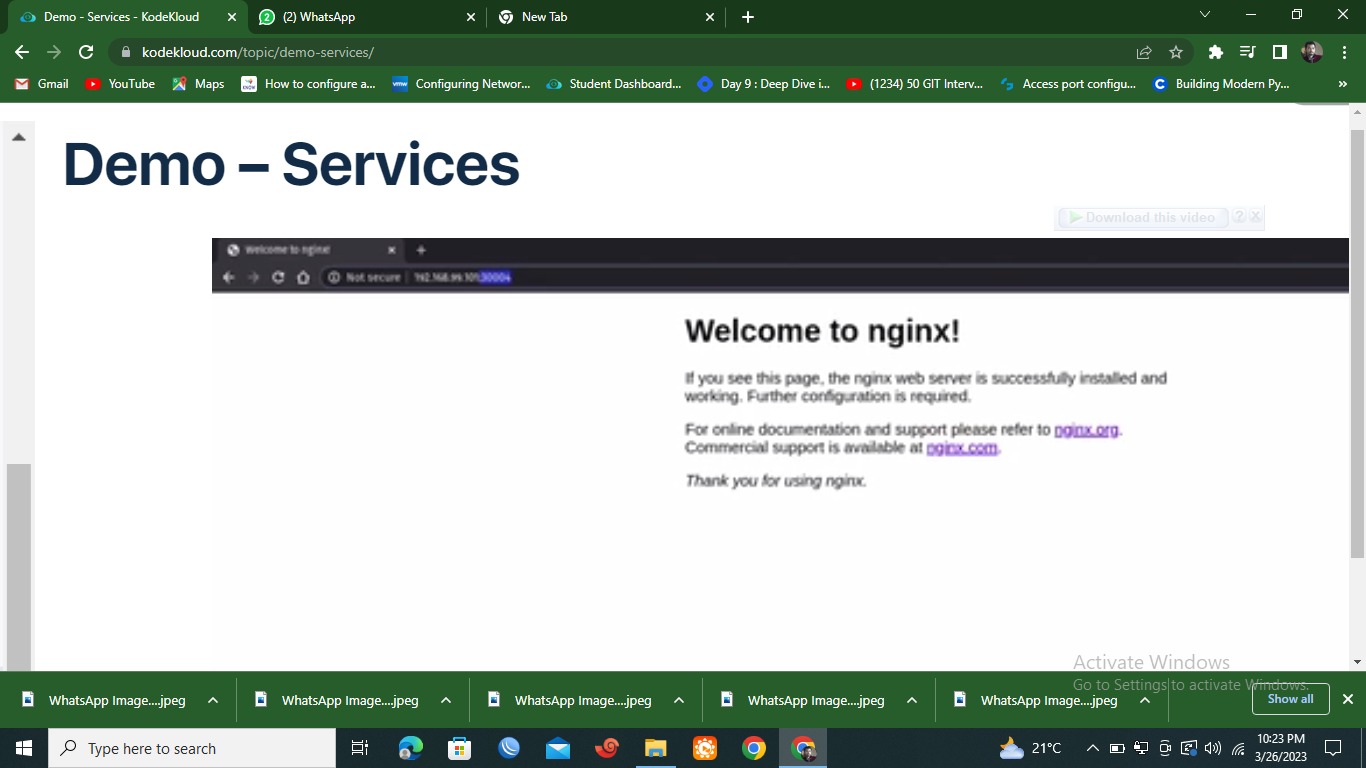 Demo - Services - KodeKloud
(2) WhatsApp
New Tab
kodekloud.com/topic/demo-services/
Gmail
YouTube
Maps
How to configure a...
Configuring Networ...
Student Dashboard...
Day 9 : Deep Dive i...
(1234) 50 GIT Interv...
Access port configu...
Building Modern Py...
»
Demo – Services
Download this video
?
Welcome to nginx!
Not secure
192.168.99.101:30004
Welcome to nginx!
If you see this page, the nginx web server is successfully installed and
working. Further configuration is required.
For online documentation and support please refer to nginx.org.
Commercial support is available at nginx.com.
Thank you for using nginx.
Activate Windows
Go to Settings to activate Windows.
WhatsApp Image....jpeg
WhatsApp Image....jpeg
WhatsApp Image....jpeg
WhatsApp Image....jpeg
WhatsApp Image....jpeg
Show all
Type here to search
21°C
10:23 PM
3/26/2023